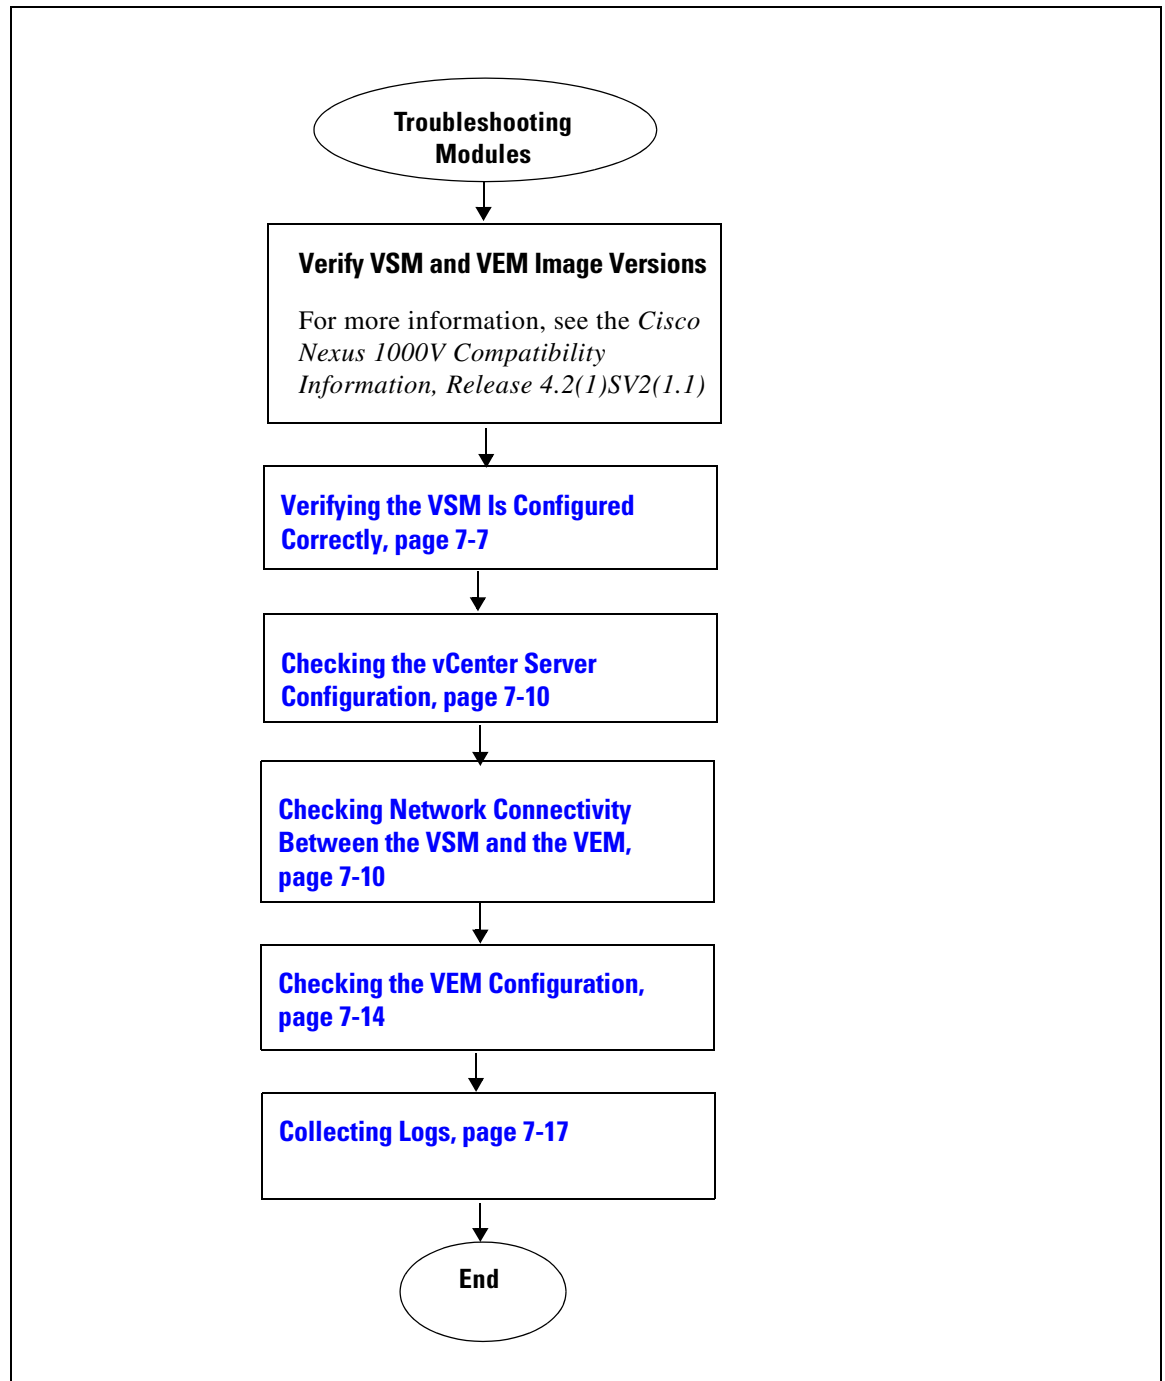 Troubleshooting
Modules
Verify VSM and VEM Image Versions
For more information, see the Cisco
Nexus 1000V Compatibility
Information, Release 4.2(1)SV2(1.1)
Verifying the VSM Is Configured
Correctly, page 7-7
Checking the vCenter Server
Configuration, page 7-10
Checking Network Connectivity
Between the VSM and the VEM,
page 7-10
Checking the VEM Configuration,
page 7-14
Collecting Logs, page 7-17
End